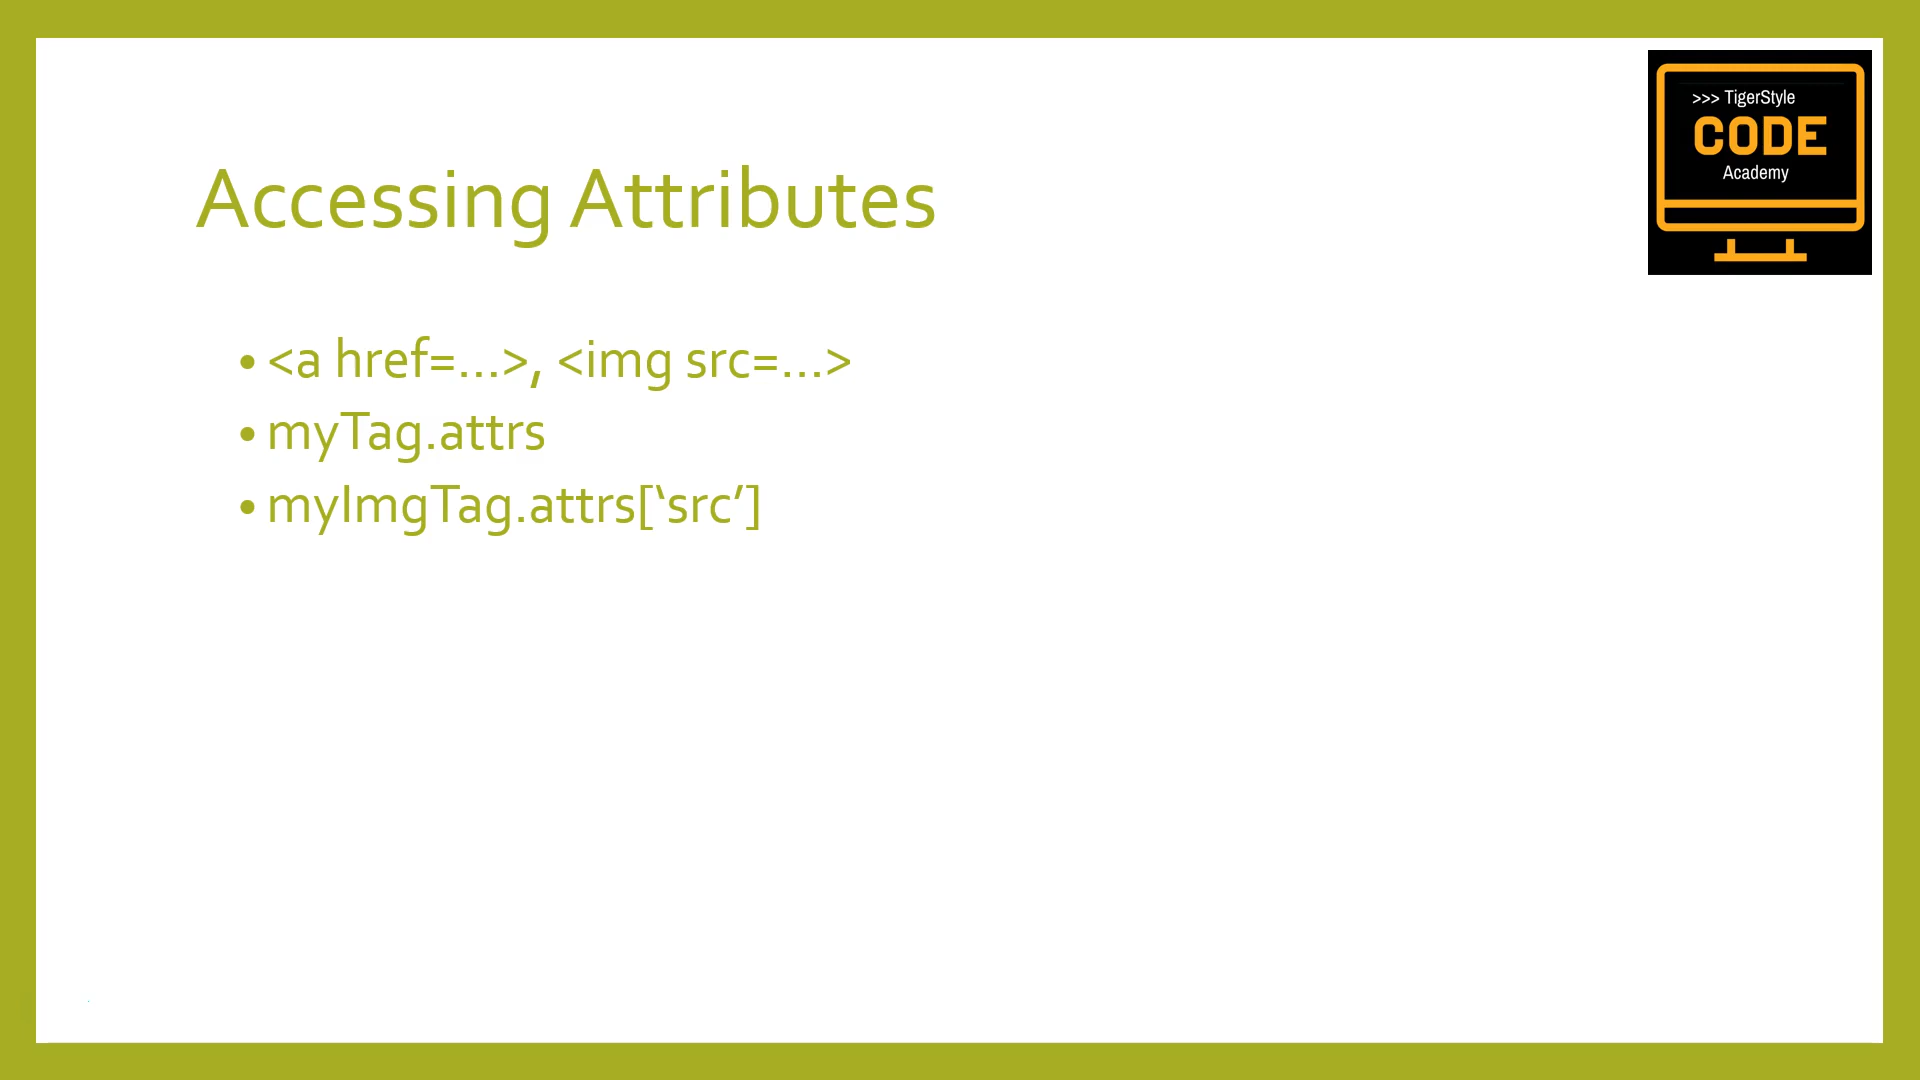 >>> TigerStyle
CODE
Academy
Accessing Attributes
• <a href=...>, <img src=...>
• myTag.attrs
• myImgTag.attrs[‘src’]